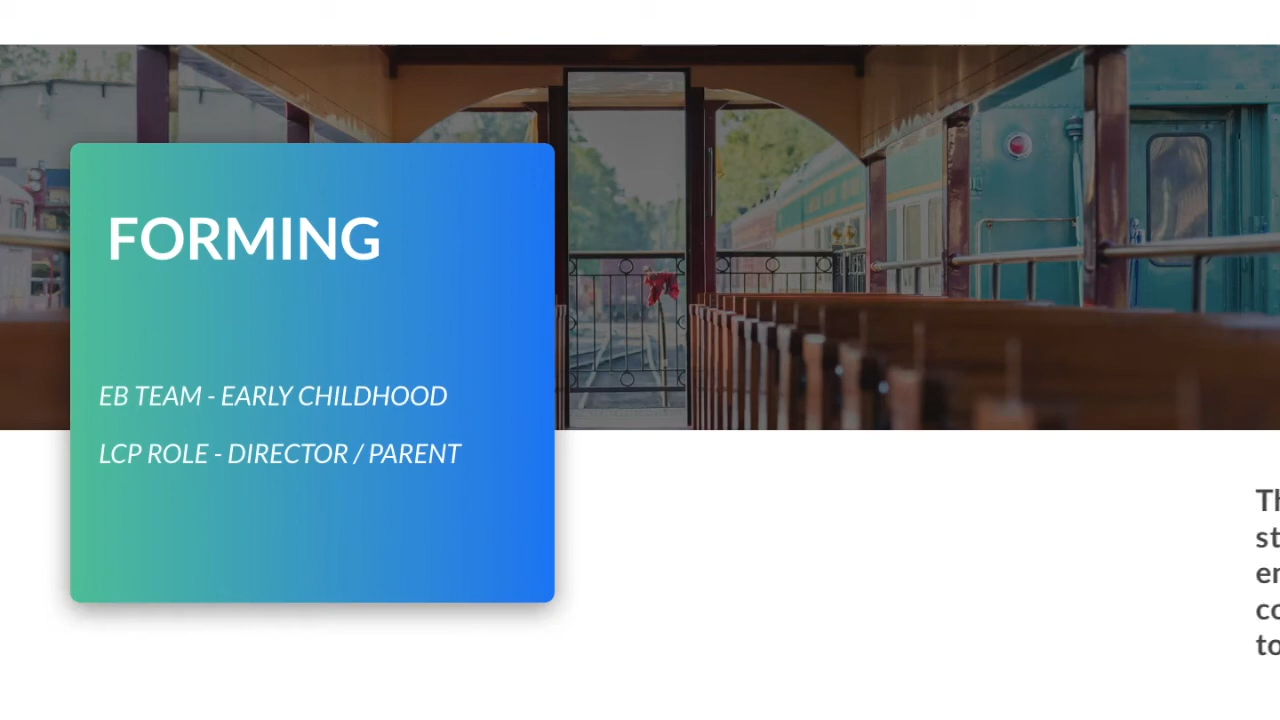 FORMING
EB TEAM - EARLY CHILDHOOD
LCP ROLE - DIRECTOR / PARENT